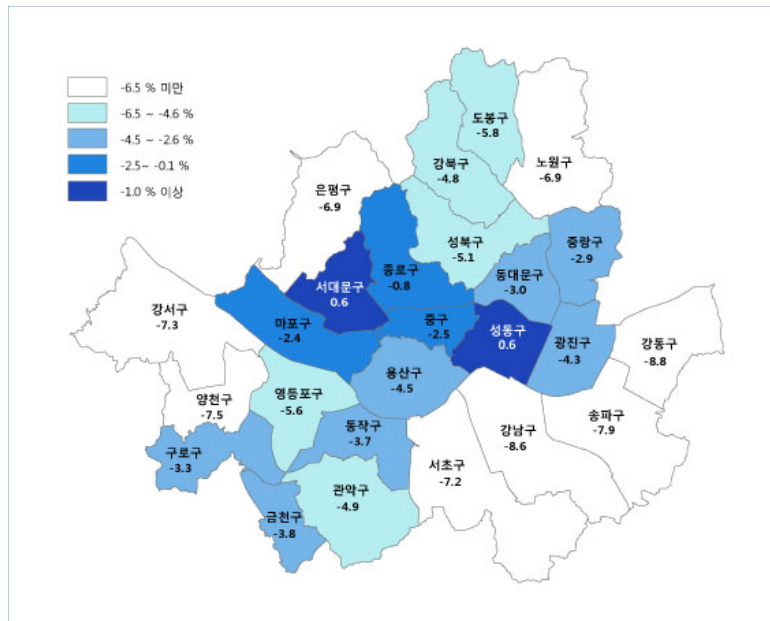 -6.5 % 미만
-6.5 ~ -4.6 %
-4.5 ~ -2.6 %
-2.5~ -0.1 %
-1.0 % 이상
도봉구
-5.8
노원구
-6.9
강북구
-4.8
은평구
-6.9
성북구
-5.1
중랑구
-2.9
종로구
-0.8
동대문구
-3.0
서대문구
0.6
강서구
-7.3
마포구
-2.4
중구
-2.5
성동구
0.6
광진구
-4.3
강동구
-8.8
용산구
-4.5
양천구
-7.5
영등포구
-5.6
송파구
-7.9
강남구
-8.6
동작구
-3.7
구로구
-3.3
서초구
-7.2
관악구
-4.9
금천구
-3.8